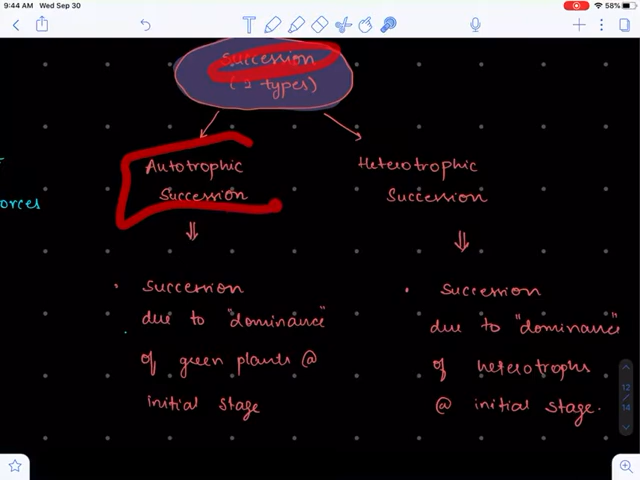 9:44 AM Wed Sep 30
58%
Succession
(2 types)
Autotrophic
Succession
Heterotrophic
Succession
orces
• Succession
due to "dominance"
of green plants @
initial stage
• Succession
due to "dominance"
of heterotrophs
@ initial stage.
12
14